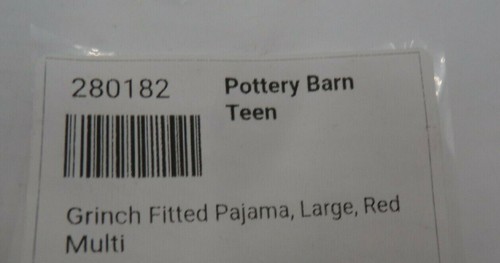 280182
Pottery Barn
Teen
Grinch Fitted Pajama, Large, Red
Multi